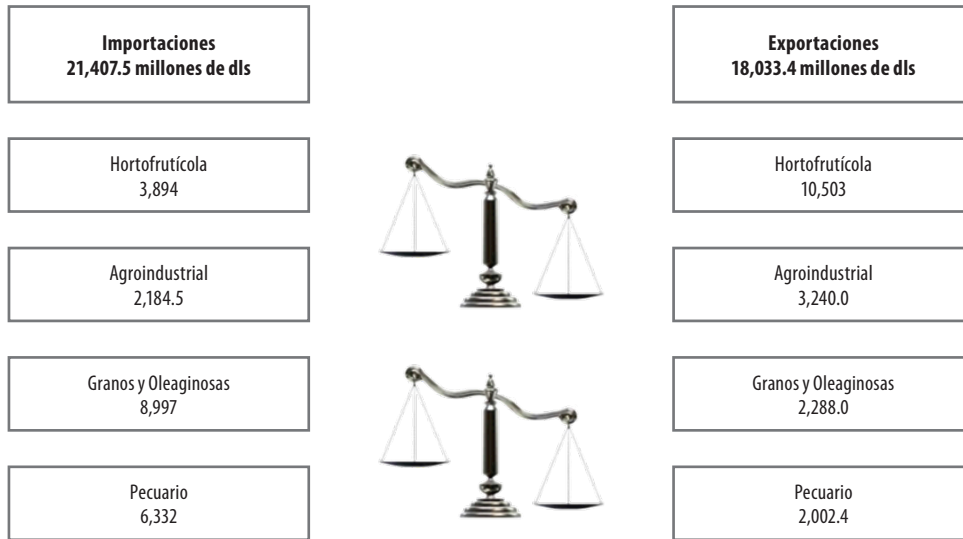 Importaciones
21,407.5 millones de dls
Exportaciones
18,033.4 millones de dls
Hortofrutícola
3,894
Hortofrutícola
10,503
Agroindustrial
2,184.5
Agroindustrial
3,240.0
Granos y Oleaginosas
8,997
Granos y Oleaginosas
2,288.0
Pecuario
6,332
Pecuario
2,002.4